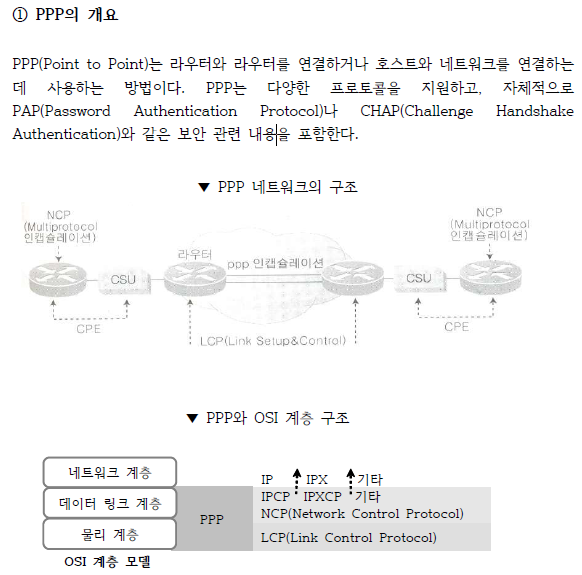 ① PPP의 개요
PPP(Point to Point)는 라우터와 라우터를 연결하거나 호스트와 네트워크를 연결하는
데 사용하는 방법이다. PPP는 다양한 프로토콜을 지원하고, 자체적으로
PAP(Password Authentication Protocol)나 CHAP(Challenge Handshake
Authentication)와 같은 보안 관련 내용을 포함한다.
▼ PPP 네트워크의 구조
NCP
(Multiprotocol
인캡슐레이션)
NCP
(Multiprotocol
인캡슐레이션)
라우터
ppp 인캡슐레이션
CSU
CSU
CPE
CPE
LCP(Link Setup&Control)
▼ PPP와 OSI 계층 구조
네트워크 계층
IP IPX 기타
데이터 링크 계층
IPCP IPXCP 기타
PPP
NCP(Network Control Protocol)
물리 계층
LCP(Link Control Protocol)
OSI 계층 모델